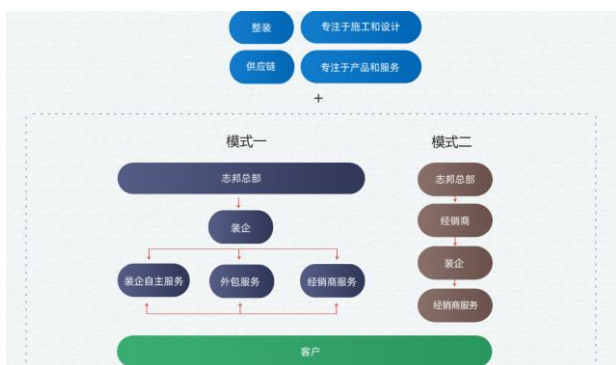 整装 专注于施工和设计
供应链 专注于产品和服务
+
模式一 模式二
志邦总部 志邦总部
装企 经销商
装企自主服务 外包服务 经销商服务 装企
经销商服务
客户